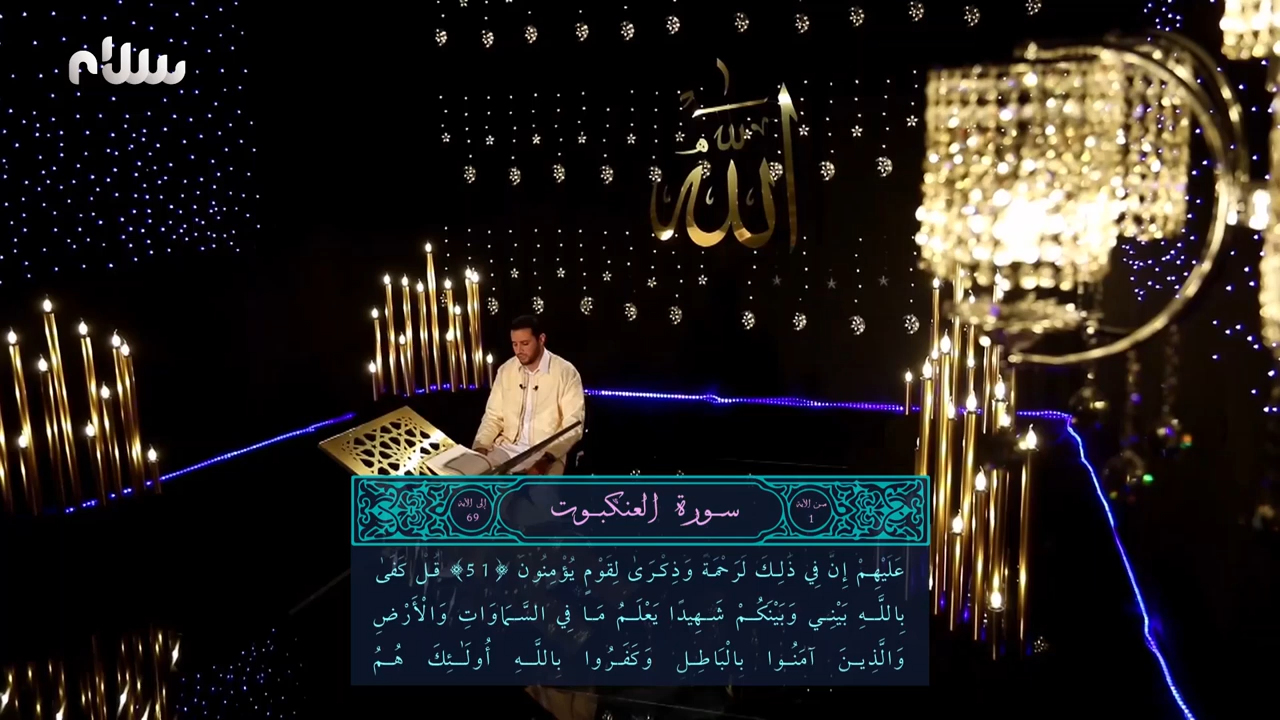 سلام
الله
سورة العنكبوت
من الآية
1
إلى الآية
69
عَلَيْهِمْ إِنَّ فِي ذَٰلِكَ لَرَحْمَةً وَذِكْرَىٰ لِقَوْمٍ يُؤْمِنُونَ ﴿51﴾ قُلْ كَفَىٰ
بِاللَّهِ بَيْنِي وَبَيْنَكُمْ شَهِيدًا يَعْلَمُ مَا فِي السَّمَاوَاتِ وَالْأَرْضِ
وَالَّذِينَ آمَنُوا بِالْبَاطِلِ وَكَفَرُوا بِاللَّهِ أُولَٰئِكَ هُمُ